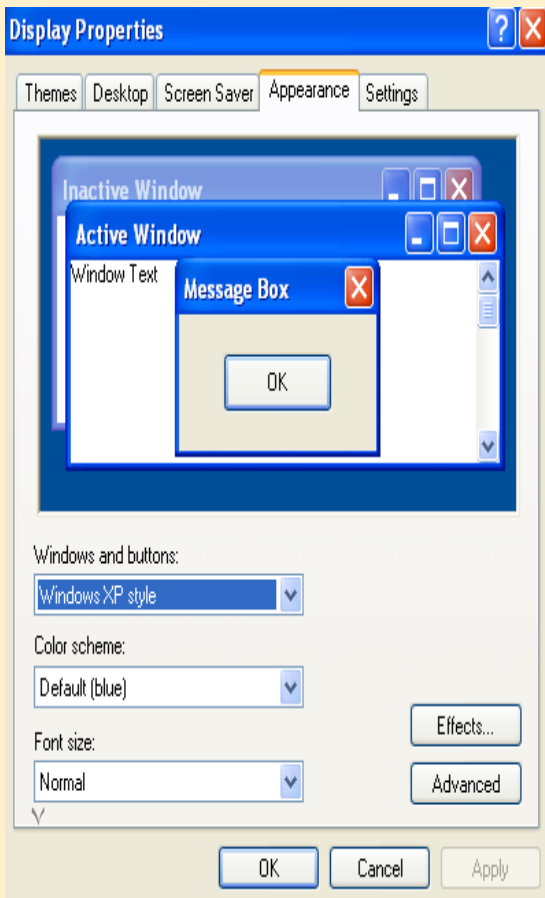 Display Properties
Themes Desktop Screen Saver Appearance Settings
Inactive Window
Active Window
Window Text
Message Box
OK
Windows and buttons:
Windows XP style
Color scheme:
Default (blue)
Effects...
Font size:
Normal
Advanced
OK Cancel Apply